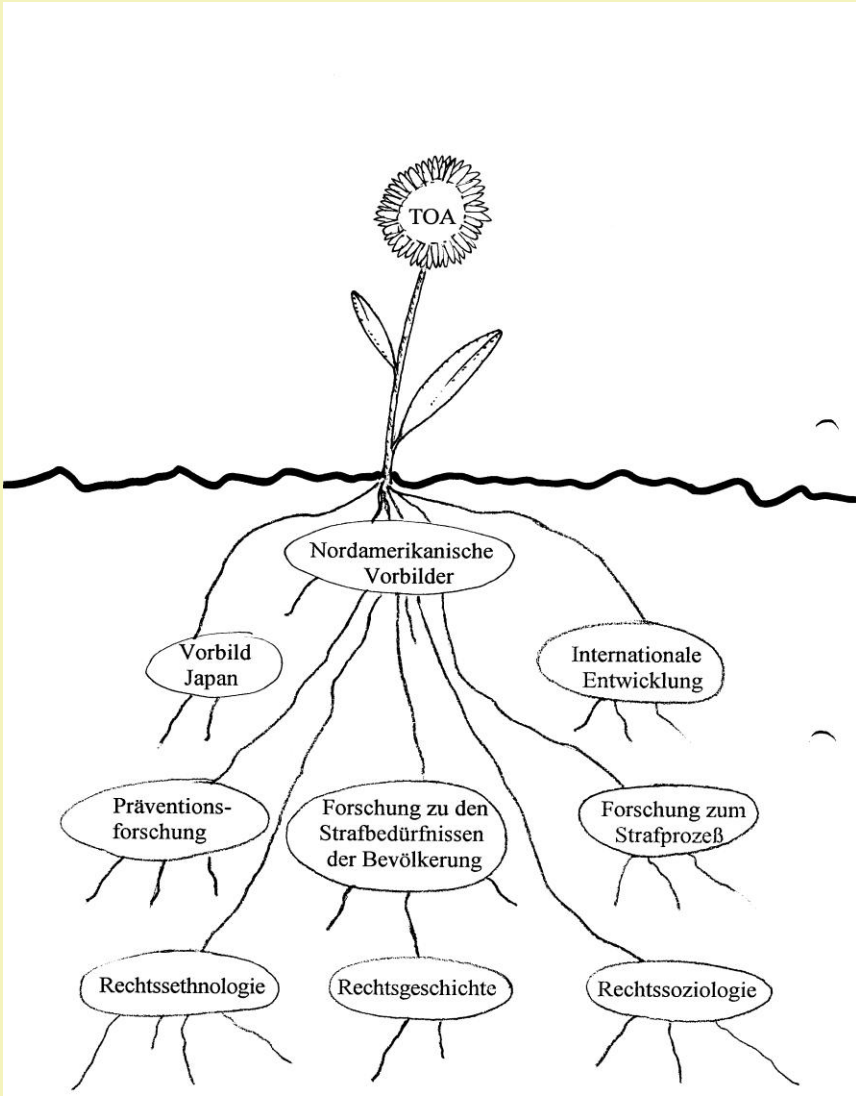 TOA
Nordamerikanische
Vorbilder
Vorbild
Japan
Internationale
Entwicklung
Präventions-
forschung
Forschung zu den
Strafbedürfnissen
der Bevölkerung
Forschung zum
Strafprozeß
Rechtssethnologie
Rechtsgeschichte
Rechtssoziologie